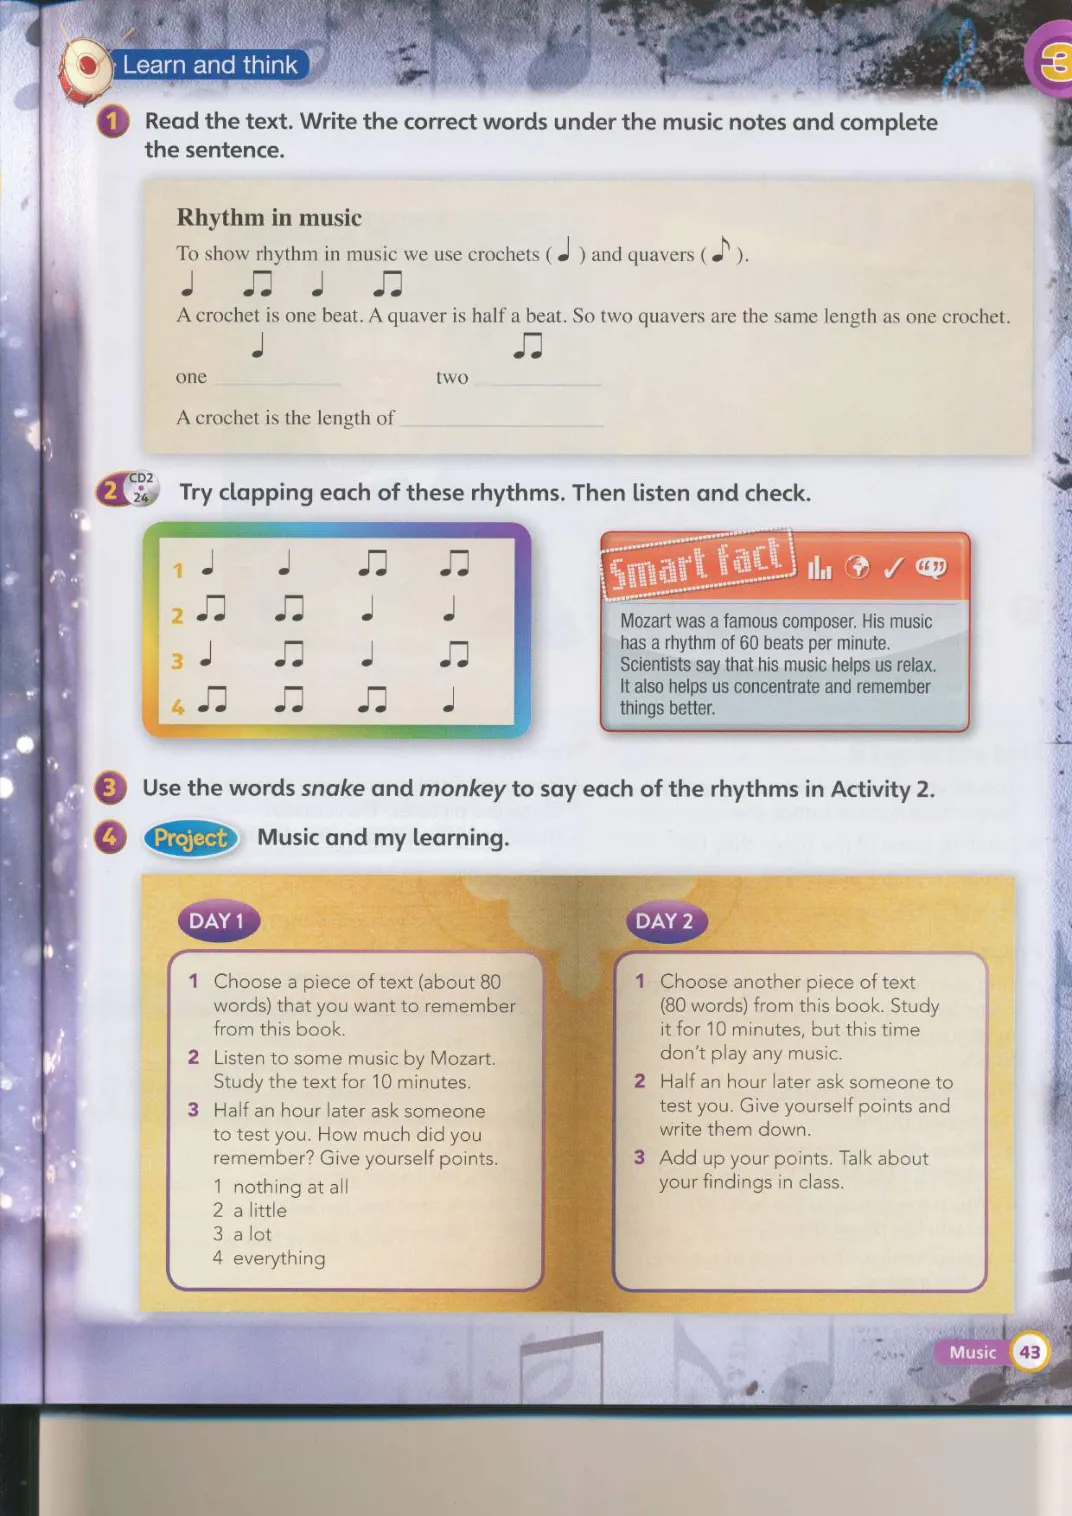 Learn and think
3
1 Read the text. Write the correct words under the music notes and complete
the sentence.
Rhythm in music
To show rhythm in music we use crochets ( ♩ ) and quavers ( ♪ ).
♩ ♫ ♩ ♫
A crochet is one beat. A quaver is half a beat. So two quavers are the same length as one crochet.
♩ ♫
one ____________ two ____________
A crochet is the length of ____________________
2 CD2 24 Try clapping each of these rhythms. Then listen and check.
1 ♩ ♩ ♫ ♫
2 ♫ ♫ ♩ ♩
3 ♩ ♫ ♩ ♫
4 ♫ ♫ ♫ ♩
Smart fact
Mozart was a famous composer. His music
has a rhythm of 60 beats per minute.
Scientists say that his music helps us relax.
It also helps us concentrate and remember
things better.
3 Use the words snake and monkey to say each of the rhythms in Activity 2.
4 Project Music and my learning.
DAY 1
1 Choose a piece of text (about 80
words) that you want to remember
from this book.
2 Listen to some music by Mozart.
Study the text for 10 minutes.
3 Half an hour later ask someone
to test you. How much did you
remember? Give yourself points.
1 nothing at all
2 a little
3 a lot
4 everything
DAY 2
1 Choose another piece of text
(80 words) from this book. Study
it for 10 minutes, but this time
don't play any music.
2 Half an hour later ask someone to
test you. Give yourself points and
write them down.
3 Add up your points. Talk about
your findings in class.
Music 43